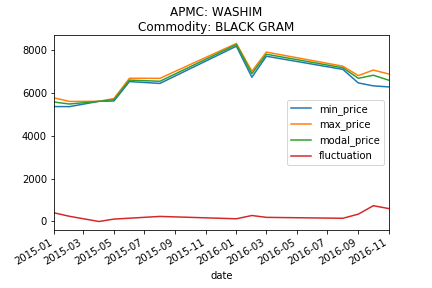 APMC: WASHIM
Commodity: BLACK GRAM
8000
6000
4000
2000
0
min_price
max_price
modal_price
fluctuation
2015-01
2015-03
2015-05
2015-07
2015-09
2015-11
2016-01
2016-03
2016-05
2016-07
2016-09
2016-11
date